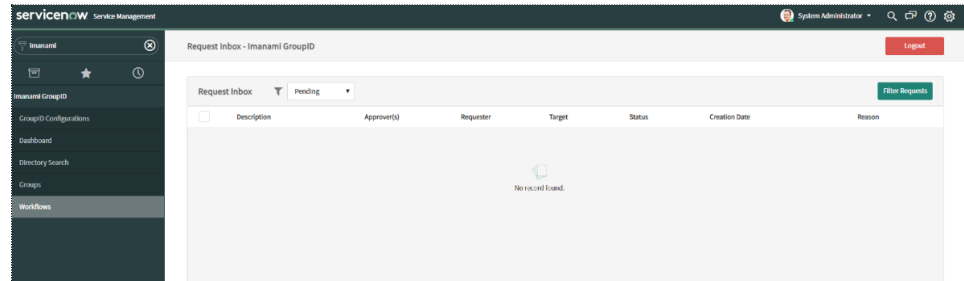 servicenow Service Management
System Administrator
Imanami
Imanami GroupID
GroupID Configurations
Dashboard
Directory Search
Groups
Workflows
Request Inbox - Imanami GroupID
Logout
Request Inbox
Pending
Filter Requests
Description Approver(s) Requester Target Status Creation Date Reason
No record found.